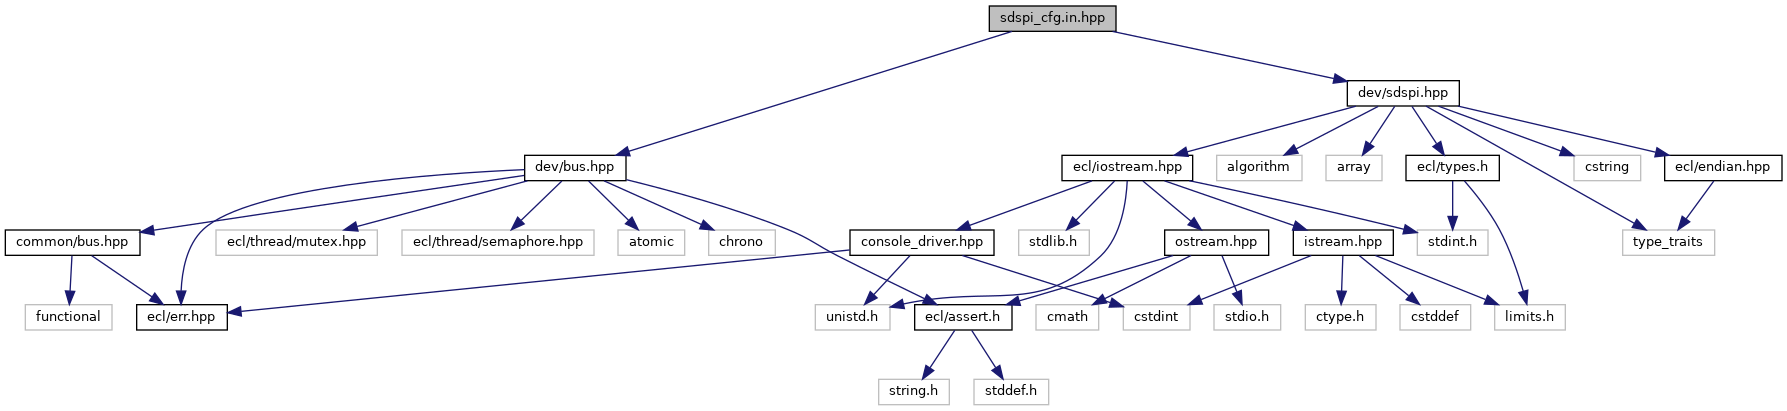 sdspi_cfg.in.hpp
dev/sdspi.hpp
dev/bus.hpp
ecl/iostream.hpp
algorithm
array
ecl/types.h
cstring
ecl/endian.hpp
common/bus.hpp
ecl/thread/mutex.hpp
ecl/thread/semaphore.hpp
atomic
chrono
console_driver.hpp
stdlib.h
ostream.hpp
istream.hpp
stdint.h
type_traits
functional
ecl/err.hpp
unistd.h
ecl/assert.h
cmath
cstdint
stdio.h
ctype.h
cstddef
limits.h
string.h
stddef.h